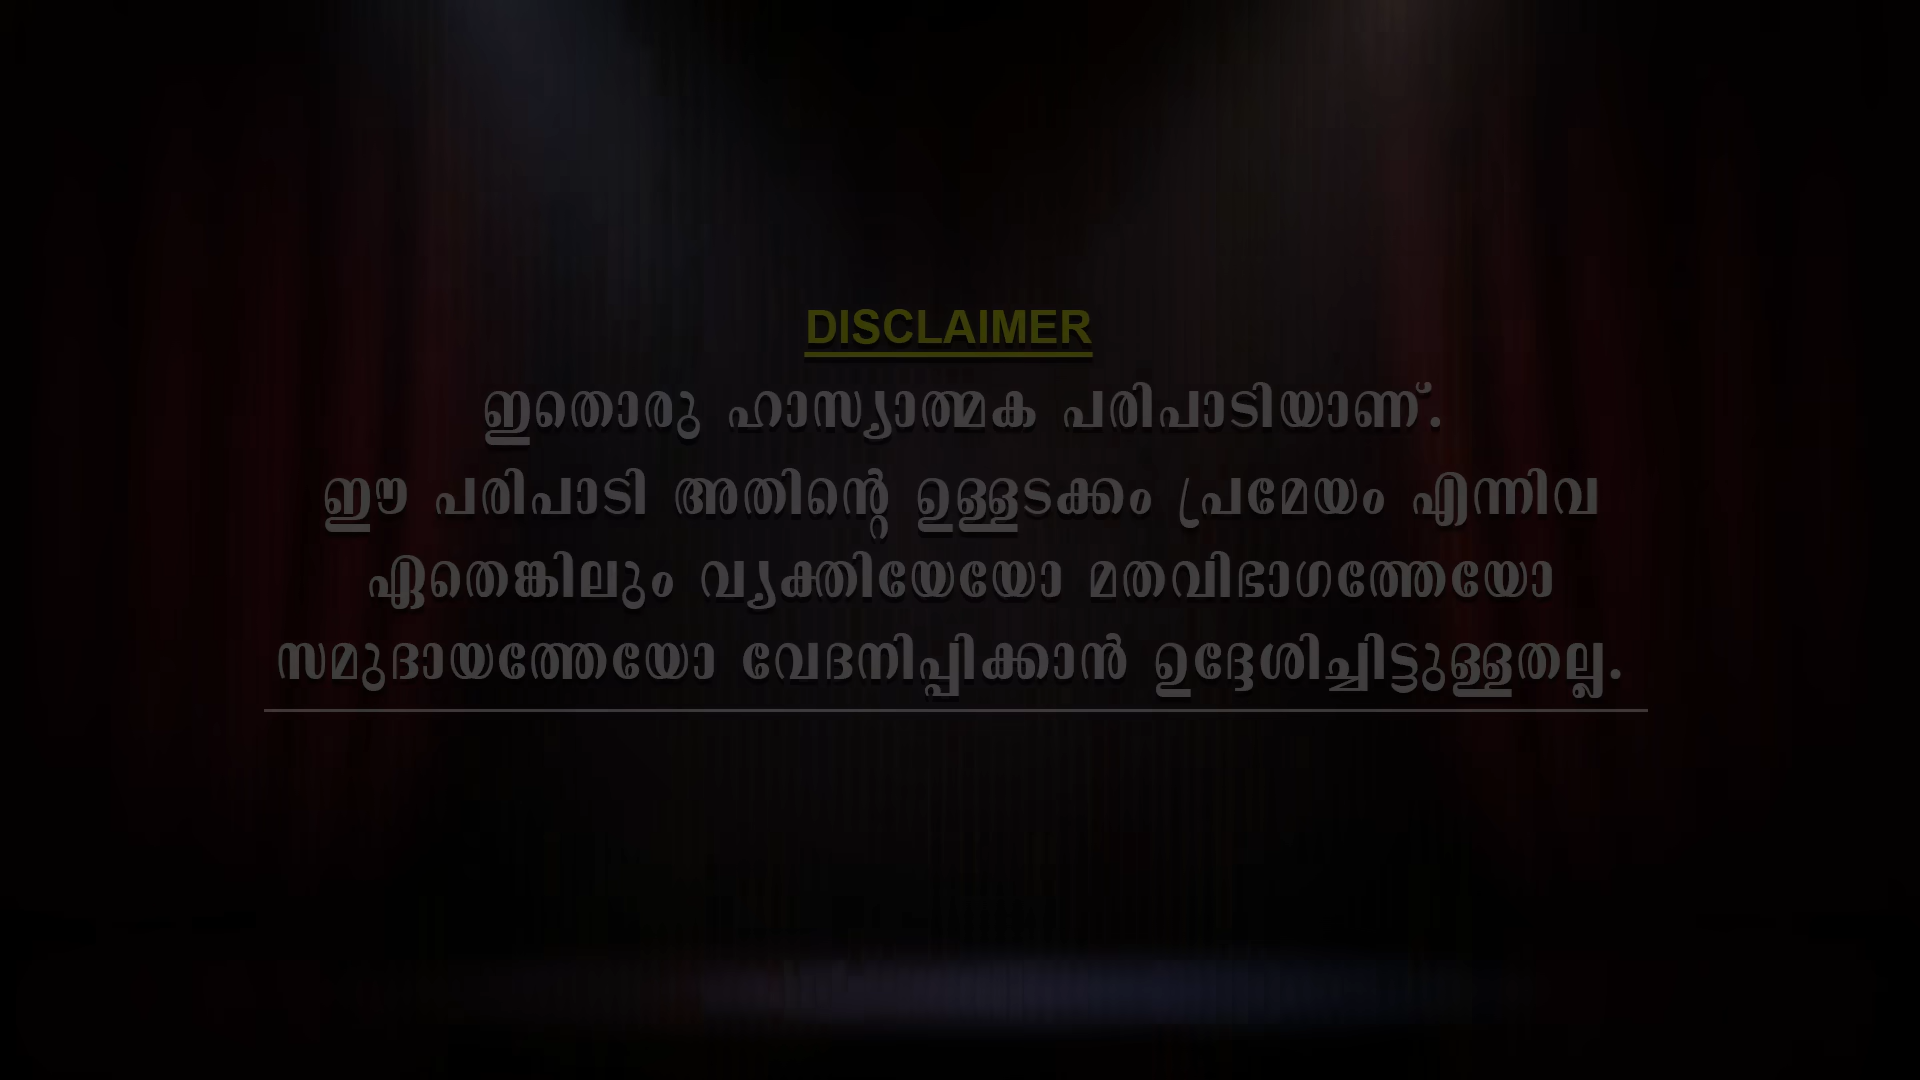 DISCLAIMER
ഇതൊരു ഹാസ്യാത്മക പരിപാടിയാണ്.
ഈ പരിപാടി അതിന്റെ ഉള്ളടക്കം പ്രമേയം എന്നിവ
ഏതെങ്കിലും വ്യക്തിയേയോ മതവിഭാഗത്തേയോ
സമുദായത്തേയോ വേദനിപ്പിക്കാൻ ഉദ്ദേശിച്ചിട്ടുള്ളതല്ല.